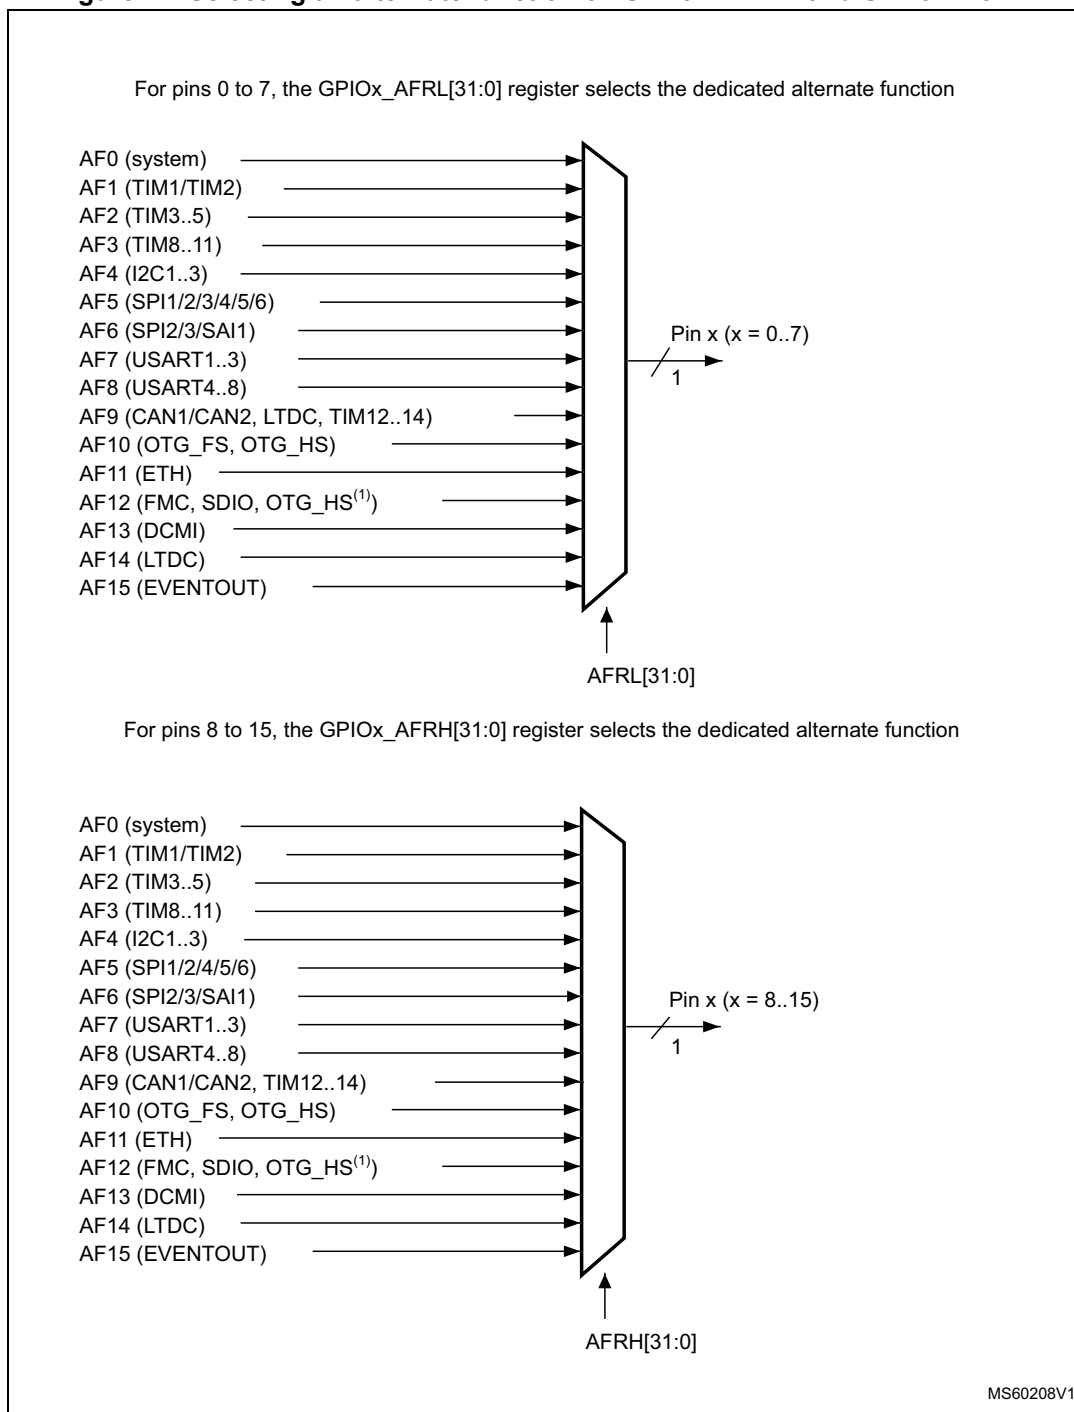 For pins 0 to 7, the GPIOx_AFRL[31:0] register selects the dedicated alternate function
AF0 (system)
AF1 (TIM1/TIM2)
AF2 (TIM3..5)
AF3 (TIM8..11)
AF4 (I2C1..3)
AF5 (SPI1/2/3/4/5/6)
AF6 (SPI2/3/SAI1)
Pin x (x = 0..7)
AF7 (USART1..3)
1
AF8 (USART4..8)
AF9 (CAN1/CAN2, LTDC, TIM12..14)
AF10 (OTG_FS, OTG_HS)
AF11 (ETH)
AF12 (FMC, SDIO, OTG_HS(1))
AF13 (DCMI)
AF14 (LTDC)
AF15 (EVENTOUT)
AFRL[31:0]
For pins 8 to 15, the GPIOx_AFRH[31:0] register selects the dedicated alternate function
AF0 (system)
AF1 (TIM1/TIM2)
AF2 (TIM3..5)
AF3 (TIM8..11)
AF4 (I2C1..3)
AF5 (SPI1/2/4/5/6)
AF6 (SPI2/3/SAI1)
Pin x (x = 8..15)
AF7 (USART1..3)
1
AF8 (USART4..8)
AF9 (CAN1/CAN2, TIM12..14)
AF10 (OTG_FS, OTG_HS)
AF11 (ETH)
AF12 (FMC, SDIO, OTG_HS(1))
AF13 (DCMI)
AF14 (LTDC)
AF15 (EVENTOUT)
AFRH[31:0]
MS60208V1